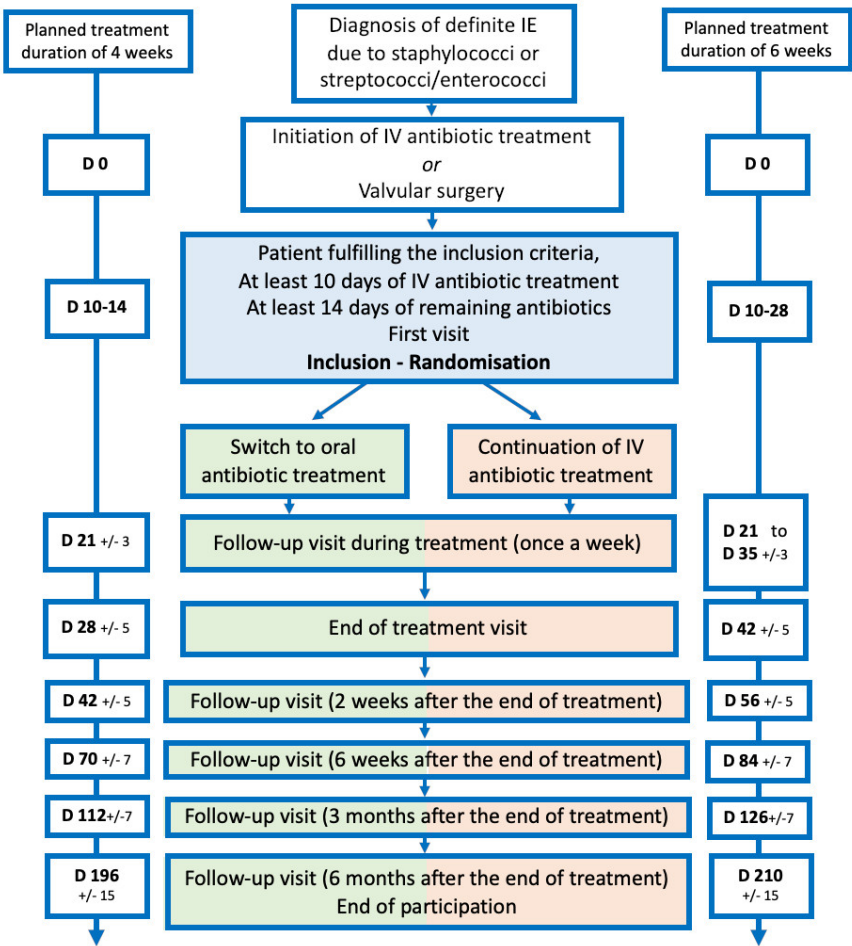 Planned treatment
duration of 4 weeks
Diagnosis of definite IE
due to staphylococci or
streptococci/enterococci
Planned treatment
duration of 6 weeks
D 0
Initiation of IV antibiotic treatment
or
Valvular surgery
D 0
D 10-14
Patient fulfilling the inclusion criteria,
At least 10 days of IV antibiotic treatment
At least 14 days of remaining antibiotics
First visit
Inclusion - Randomisation
D 10-28
Switch to oral
antibiotic treatment
Continuation of IV
antibiotic treatment
D 21 +/- 3
Follow-up visit during treatment (once a week)
D 21 to
D 35 +/-3
D 28 +/- 5
End of treatment visit
D 42 +/- 5
D 42 +/- 5
Follow-up visit (2 weeks after the end of treatment)
D 56 +/- 5
D 70 +/- 7
Follow-up visit (6 weeks after the end of treatment)
D 84 +/- 7
D 112+/-7
Follow-up visit (3 months after the end of treatment)
D 126+/-7
D 196
+/- 15
Follow-up visit (6 months after the end of treatment)
End of participation
D 210
+/- 15